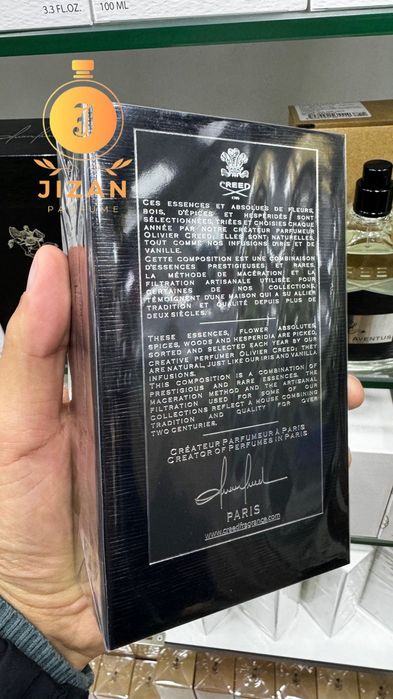 3.3 FL.OZ.
100 ML
JIZAN
PARFUME
CREED
CES ESSENCES ET ABSOLUES DE FLEURS,
BOIS, D'ÉPICES ET HESPÉRIDÉS SONT
SÉLECTIONNÉES, TRIÉES ET CHOISIES CHAQUE
ANNÉE PAR NOTRE CRÉATEUR PARFUMEUR
OLIVIER CREED; ELLES SONT NATURELLES
TOUT COMME NOS INFUSIONS D'IRIS ET DE
VANILLE.
CETTE COMPOSITION EST UNE COMBINAISON
D'ESSENCES PRESTIGIEUSES ET RARES.
LA MÉTHODE DE MACÉRATION ET LA
FILTRATION ARTISANALE UTILISÉE POUR
CERTAINES DE NOS COLLECTIONS,
TÉMOIGNENT D'UNE MAISON QUI A SU ALLIER
TRADITION ET QUALITÉ DEPUIS PLUS DE
DEUX SIÈCLES.
THESE ESSENCES, FLOWER ABSOLUTES,
SPICES, WOODS AND HESPERIDIA ARE PICKED,
SORTED AND SELECTED EACH YEAR BY OUR
CREATIVE PERFUMER OLIVIER CREED; THEY
ARE NATURAL, JUST LIKE OUR IRIS AND VANILLA
INFUSIONS.
THIS COMPOSITION IS A COMBINATION OF
PRESTIGIOUS AND RARE ESSENCES. THE
MACERATION METHOD AND THE ARTISANAL
FILTRATION USED FOR SOME OF OUR
COLLECTIONS REFLECT A HOUSE COMBINING
TRADITION AND QUALITY FOR OVER
TWO CENTURIES.
CRÉATEUR PARFUMEUR À PARIS
CREATOR OF PERFUMES IN PARIS
PARIS
www.creedfragrance.com
AVENTUS